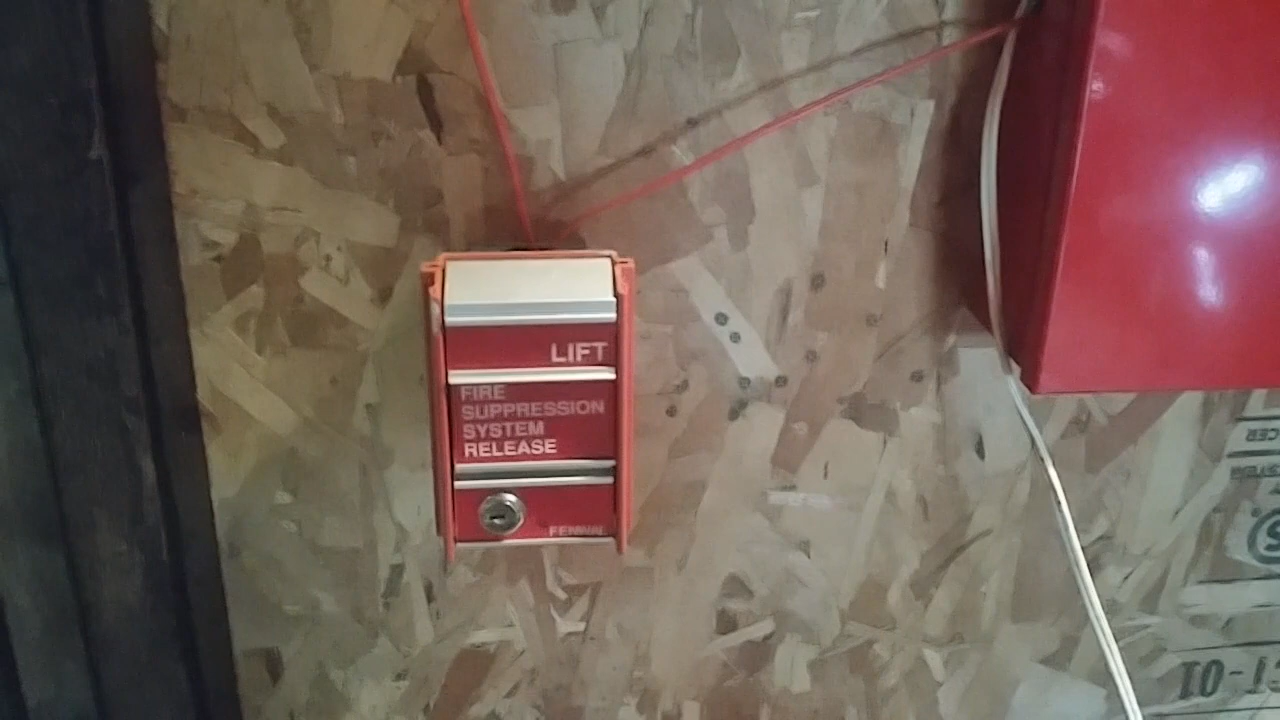 LIFT
FIRE
SUPPRESSION
SYSTEM
RELEASE
FENWAL